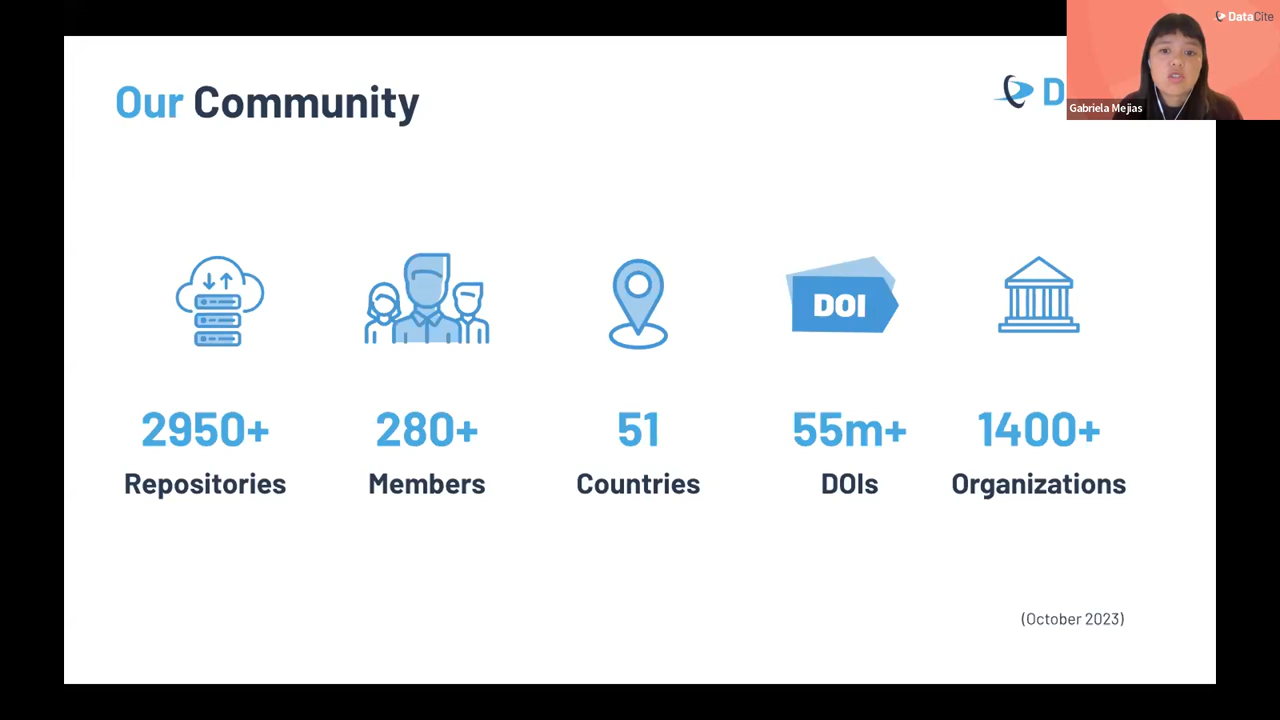 DataCite
Our Community
D
Gabriela Mejias
DOI
2950+
280+
51
55m+
1400+
Repositories
Members
Countries
DOIs
Organizations
(October 2023)